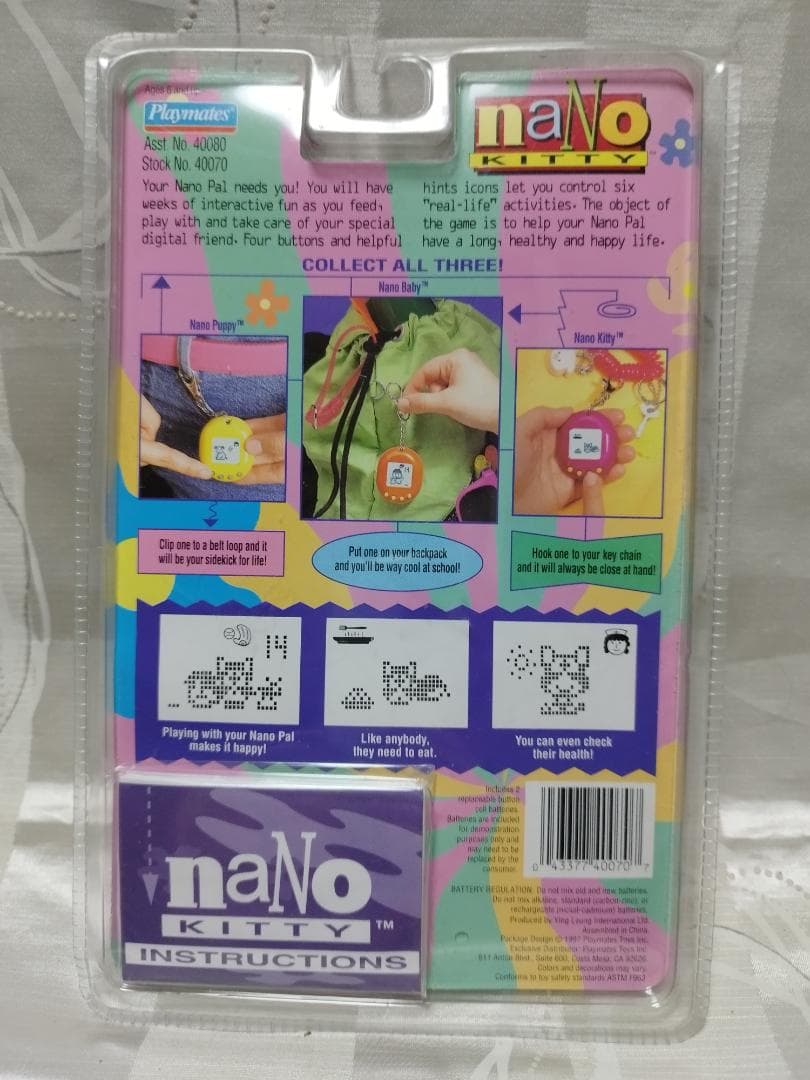 Ages 6 and up
Playmates
Asst. No. 40080
Stock No. 40070
naNo
KITTY™
Your Nano Pal needs you! You will have
weeks of interactive fun as you feed,
play with and take care of your special
digital friend. Four buttons and helpful
hints icons let you control six
"real-life" activities. The object of
the game is to help your Nano Pal
have a long, healthy and happy life.
COLLECT ALL THREE!
Nano Baby™
Nano Puppy™
Nano Kitty™
Clip one to a belt loop and it
will be your sidekick for life!
Put one on your backpack
and you'll be way cool at school!
Hook one to your key chain
and it will always be close at hand!
14
Playing with your Nano Pal
makes it happy!
Like anybody,
they need to eat.
You can even check
their health!
naNo
KITTY™
INSTRUCTIONS
Includes 2
replaceable button
cell batteries.
Batteries are included
for demonstration
purposes only and
may need to be
replaced by the
consumer.
0 43377 40070 7
BATTERY REGULATION: Do not mix old and new batteries.
Do not mix alkaline, standard (carbon-zinc), or
rechargeable (nickel-cadmium) batteries.
Produced by Ying Leung International Ltd.
Assembled in China.
Package Design © 1997 Playmates Toys Inc.
Exclusive Distributor: Playmates Toys Inc.
611 Anton Blvd., Suite 600, Costa Mesa, CA 92626
Colors and decorations may vary.
Conforms to toy safety standards ASTM F963